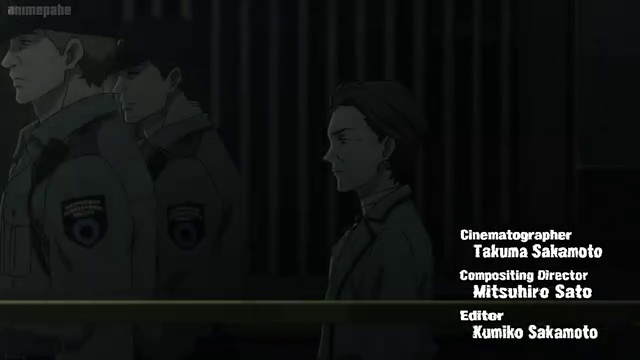 animepahe
Cinematographer
Takuma Sakamoto
Compositing Director
Mitsuhiro Sato
Editor
Kumiko Sakamoto